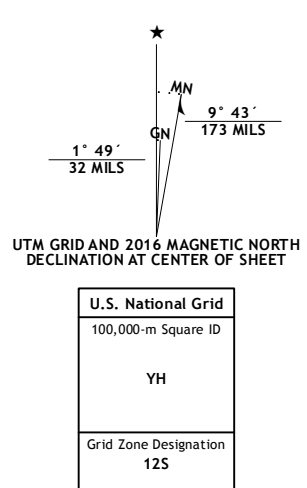 ★
MN
GN
9° 43´
173 MILS
1° 49´
32 MILS
UTM GRID AND 2016 MAGNETIC NORTH
DECLINATION AT CENTER OF SHEET
U.S. National Grid
100,000-m Square ID
YH
Grid Zone Designation
12S